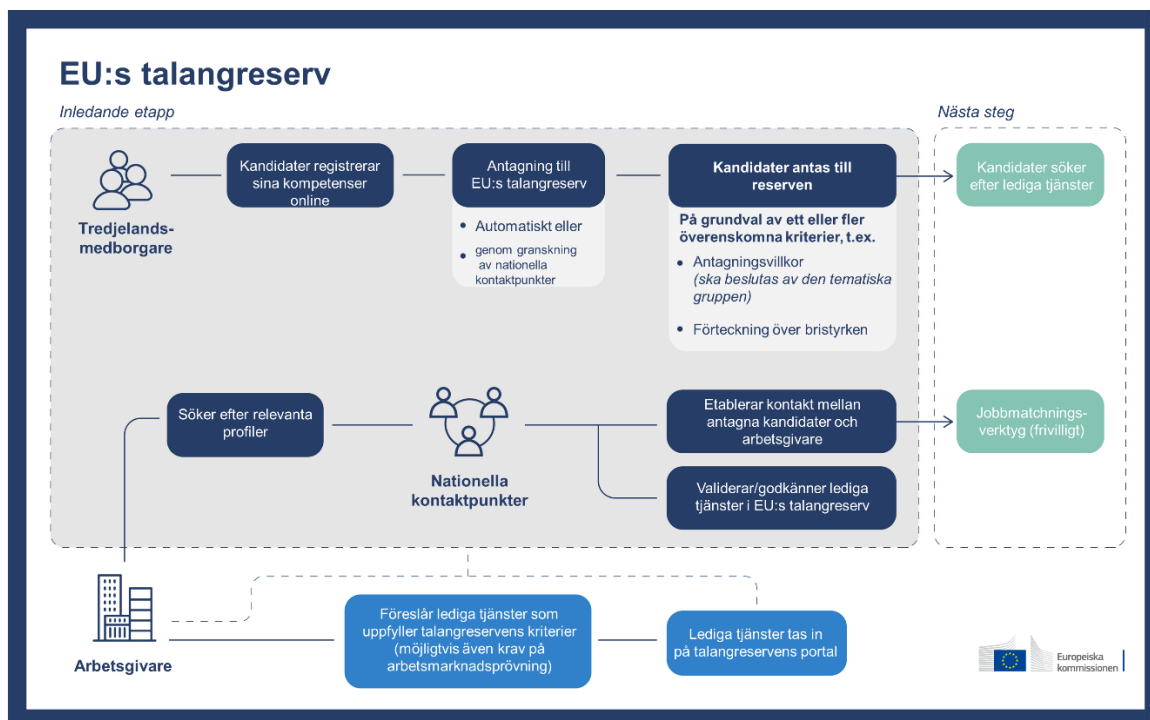 EU:s talangreserv
Inledande etapp
Nästa steg
Tredjelands-
medborgare
Kandidater registrerar
sina kompetenser
online
Antagning till
EU:s talangreserv
• Automatiskt eller
• genom granskning
av nationella
kontaktpunkter
Kandidater antas till
reserven
På grundval av ett eller fler
överenskomna kriterier, t.ex.
• Antagningsvillkor
(ska beslutas av den tematiska
gruppen)
• Förteckning över bristyrken
Kandidater söker
efter lediga tjänster
Söker efter relevanta
profiler
Nationella
kontaktpunkter
Etablerar kontakt mellan
antagna kandidater och
arbetsgivare
Validerar/godkänner lediga
tjänster i EU:s talangreserv
Jobbmatchnings-
verktyg (frivilligt)
Arbetsgivare
Föreslår lediga tjänster som
uppfyller talangreservens kriterier
(möjligtvis även krav på
arbetsmarknadsprövning)
Lediga tjänster tas in
på talangreservens portal
Europeiska
kommissionen